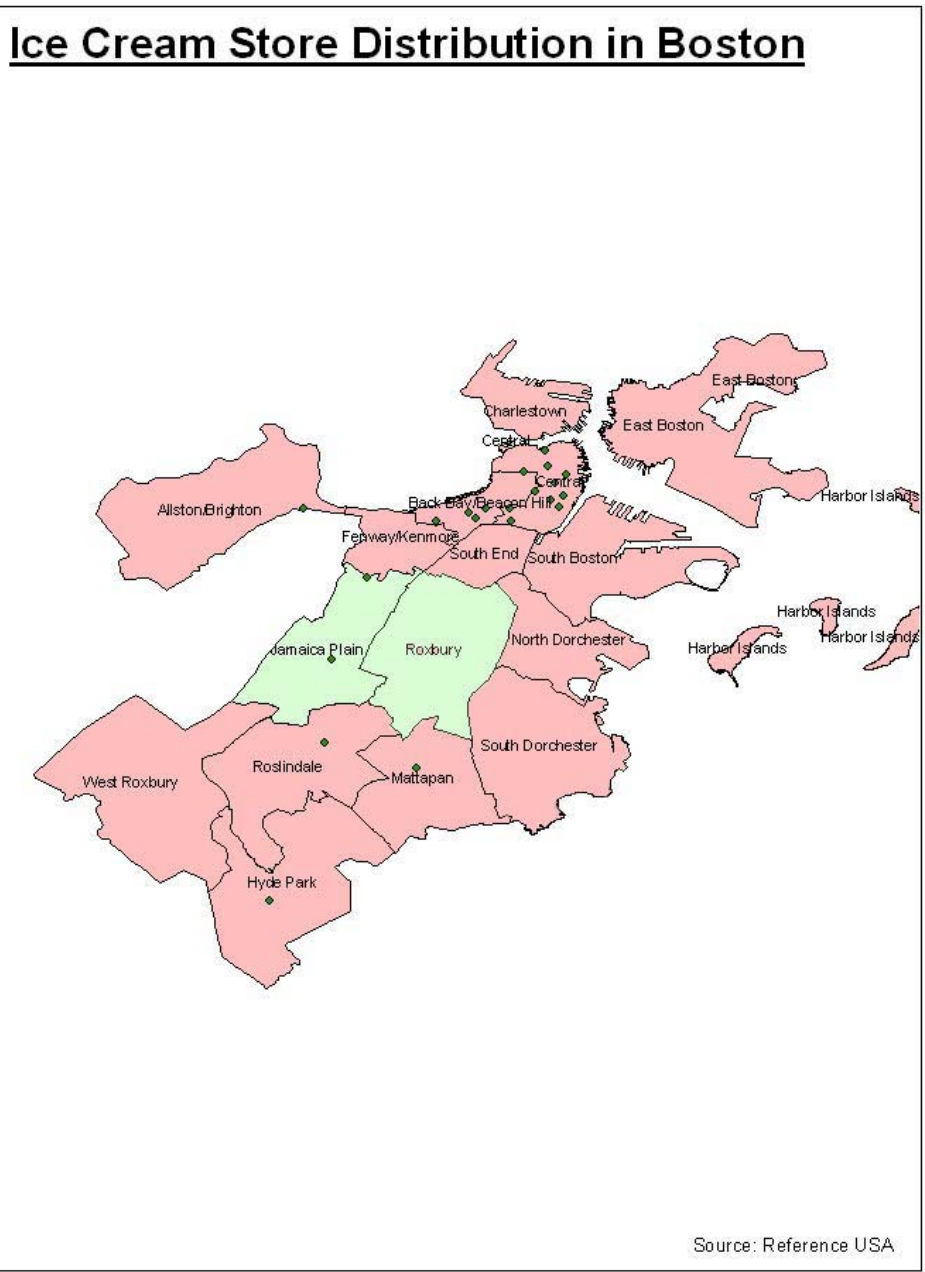 Ice Cream Store Distribution in Boston
East Boston
Charlestown
East Boston
Central
Central
Harbor Islands
Back Bay/Beacon Hill
Allston/Brighton
Fenway/Kenmore
South End
South Boston
Harbor Islands
Harbor Islands
North Dorchester
Harbor Islands
Jamaica Plain
Roxbury
South Dorchester
Roslindale
Mattapan
West Roxbury
Hyde Park
Source: Reference USA